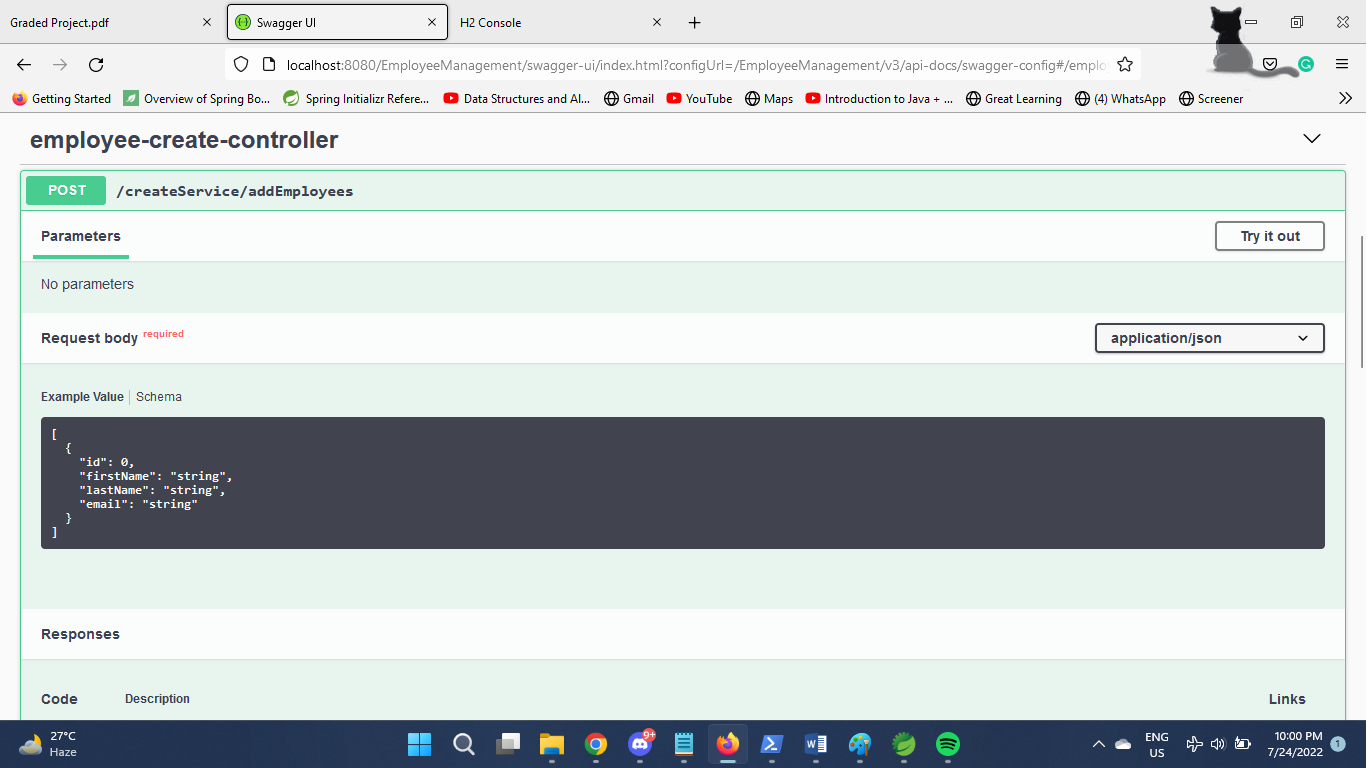 Graded Project.pdf
Swagger UI
H2 Console
localhost:8080/EmployeeManagement/swagger-ui/index.html?configUrl=/EmployeeManagement/v3/api-docs/swagger-config#/emplo
Getting Started
Overview of Spring Bo...
Spring Initializr Refere...
Data Structures and Al...
Gmail
YouTube
Maps
Introduction to Java + ...
Great Learning
(4) WhatsApp
Screener
employee-create-controller
POST /createService/addEmployees
Parameters
Try it out
No parameters
Request body required
application/json
Example Value
Schema
[
{
"id": 0,
"firstName": "string",
"lastName": "string",
"email": "string"
}
]
Responses
Code
Description
Links
27°C
Haze
9+
ENG
US
10:00 PM
7/24/2022
1